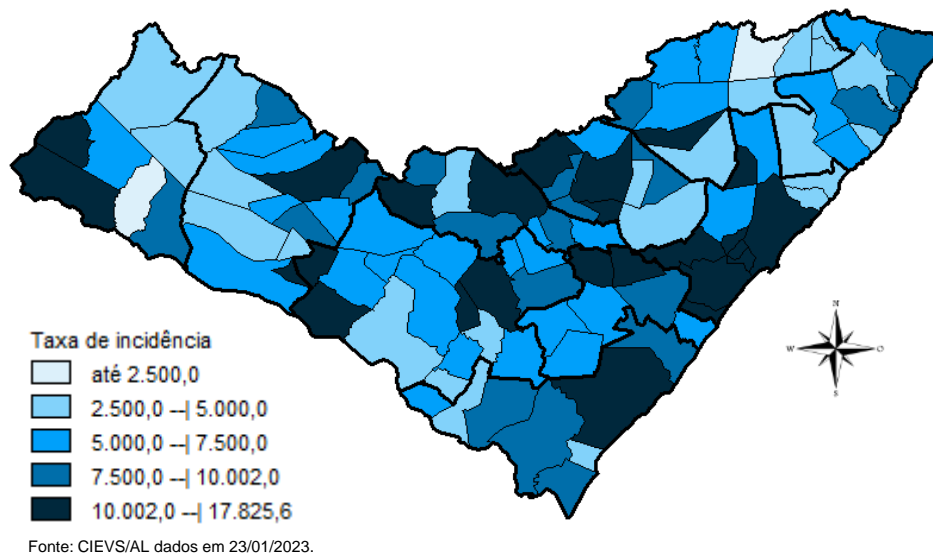 Taxa de incidência
até 2.500,0
2.500,0 --| 5.000,0
5.000,0 --| 7.500,0
7.500,0 --| 10.002,0
10.002,0 --| 17.825,6
N
W
O
S
Fonte: CIEVS/AL dados em 23/01/2023.